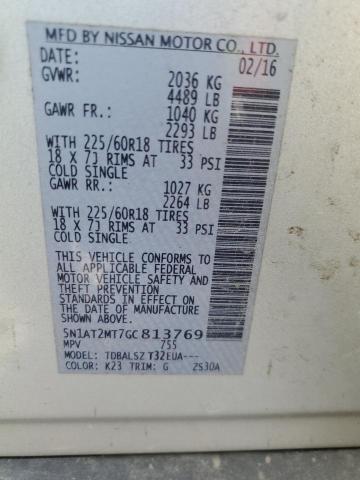 MFD BY NISSAN MOTOR CO., LTD.
DATE: 02/16
GVWR: 2036 KG
4489 LB
GAWR FR.: 1040 KG
2293 LB
WITH 225/60R18 TIRES
18 X 7J RIMS AT 33 PSI
COLD SINGLE
GAWR RR.: 1027 KG
2264 LB
WITH 225/60R18 TIRES
18 X 7J RIMS AT 33 PSI
COLD SINGLE
THIS VEHICLE CONFORMS TO
ALL APPLICABLE FEDERAL
MOTOR VEHICLE SAFETY AND
THEFT PREVENTION
STANDARDS IN EFFECT ON
THE DATE OF MANUFACTURE
SHOWN ABOVE.
5N1AT2MT7GC813769
MPV 755
MODEL: TDBALSZ T32EUA---
COLOR: K23 TRIM: G 2S30A